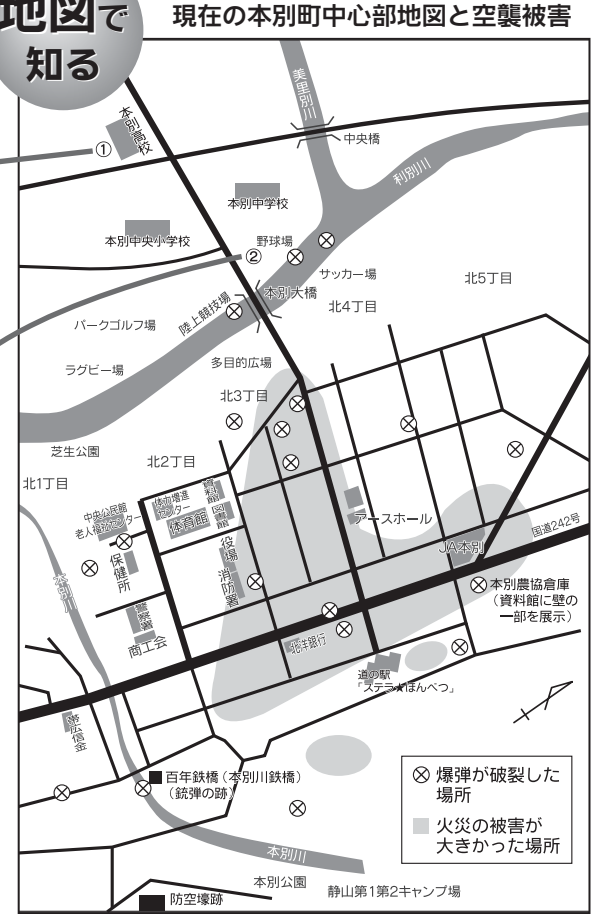 地図で
知る
現在の本別町中心部地図と空襲被害
美里別川
本別高校
①
中央橋
利別川
本別中学校
本別中央小学校
野球場
②
サッカー場
北5丁目
本別大橋
北4丁目
陸上競技場
パークゴルフ場
多目的広場
ラグビー場
北3丁目
芝生公園
北2丁目
北1丁目
資料館
体力増進
センター
図書館
体育館
中央公民館
老人福祉センター
アースホール
国道242号
JA本別
役場
保健所
消防署
本別川
本別農協倉庫
(資料館に壁の
一部を展示)
警察署
商工会
北洋銀行
道の駅
「ステラ★ほんべつ」
帯広信金
百年鉄橋(本別川鉄橋)
(銃弾の跡)
爆弾が破裂した
場所
火災の被害が
大きかった場所
本別川
本別公園
静山第1第2キャンプ場
防空壕跡